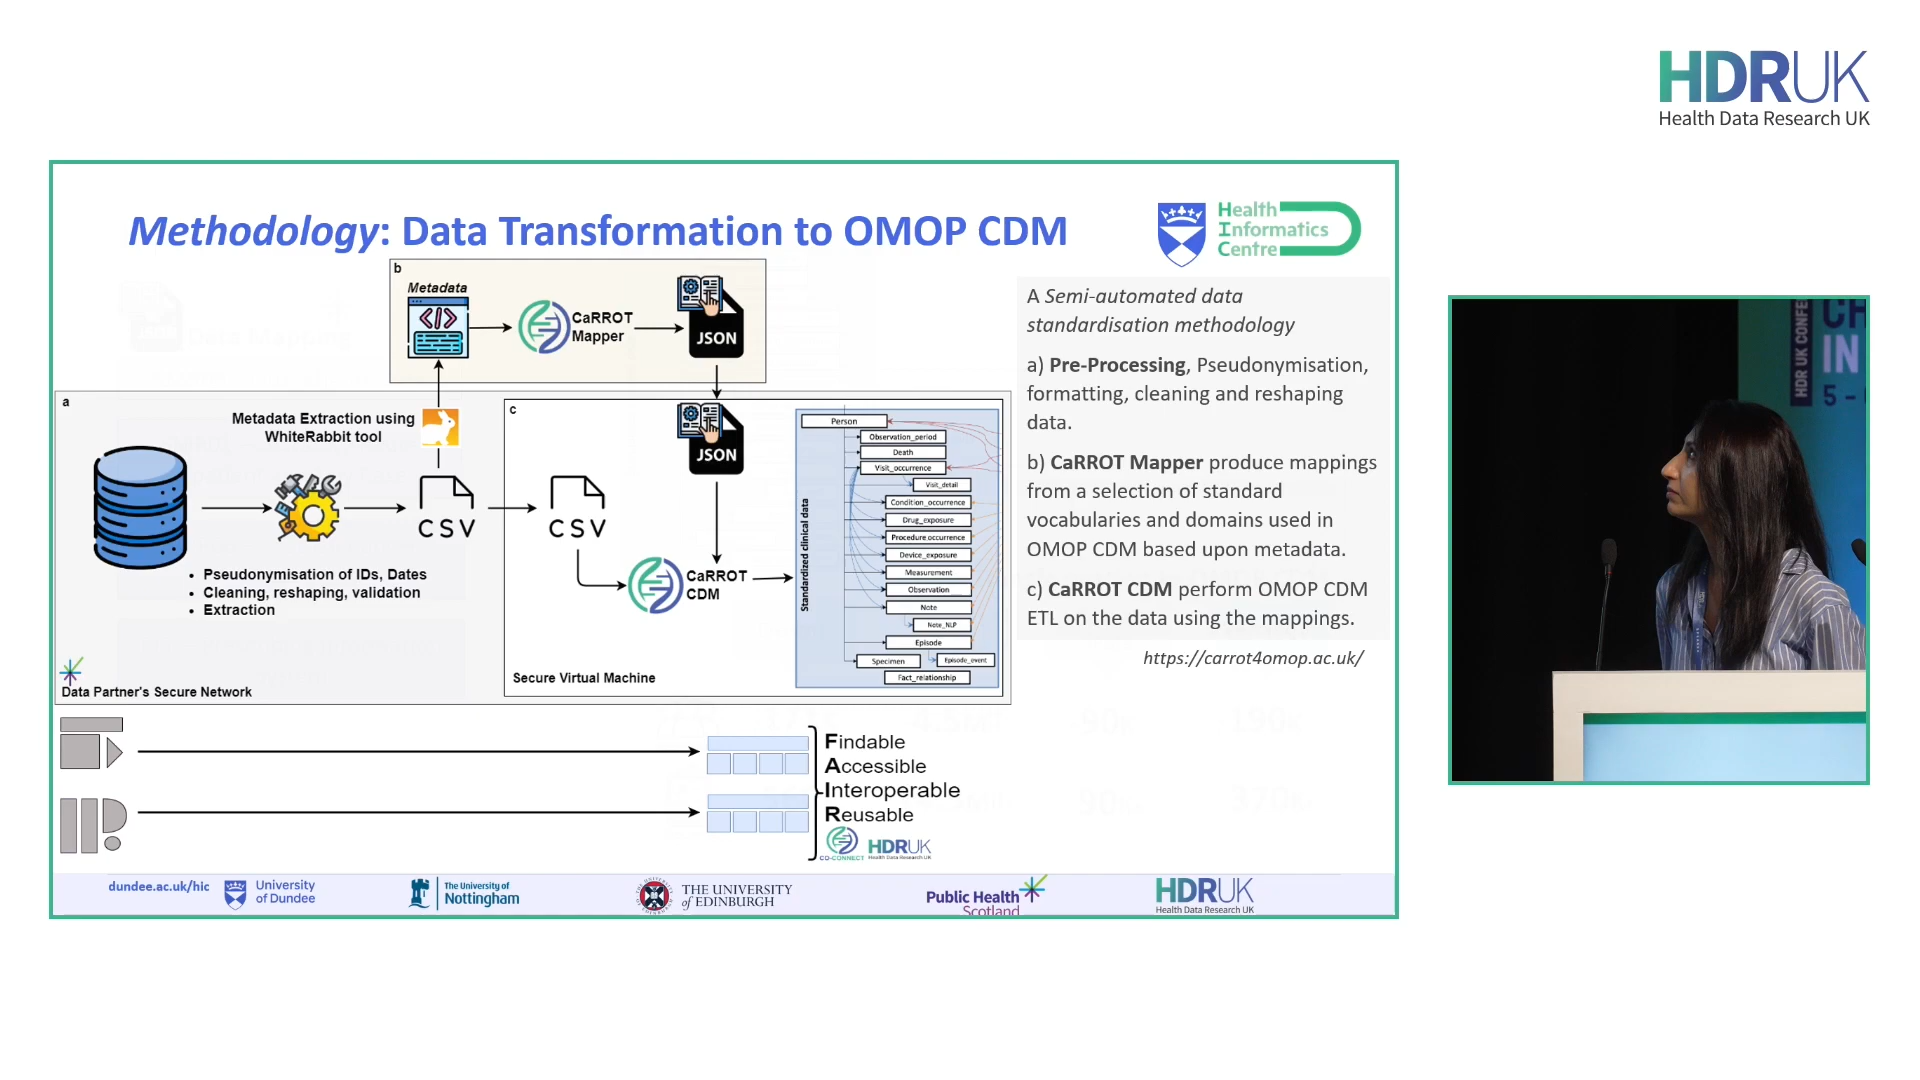 HDRUK
Health Data Research UK
Methodology: Data Transformation to OMOP CDM
Health
Informatics
Centre
b
Metadata
CaRROT
Mapper
JSON
a
Metadata Extraction using
WhiteRabbit tool
CSV
• Pseudonymisation of IDs, Dates
• Cleaning, reshaping, validation
• Extraction
Data Partner's Secure Network
c
CSV
JSON
CaRROT
CDM
Secure Virtual Machine
Standardized clinical data
Person
Observation_period
Death
Visit_occurrence
Visit_detail
Condition_occurrence
Drug_exposure
Procedure_occurrence
Device_exposure
Measurement
Observation
Note
Note_NLP
Episode
Specimen
Episode_event
Fact_relationship
A Semi-automated data
standardisation methodology
a) Pre-Processing, Pseudonymisation,
formatting, cleaning and reshaping
data.
b) CaRROT Mapper produce mappings
from a selection of standard
vocabularies and domains used in
OMOP CDM based upon metadata.
c) CaRROT CDM perform OMOP CDM
ETL on the data using the mappings.
https://carrot4omop.ac.uk/
Findable
Accessible
Interoperable
Reusable
CO-CONNECT
HDRUK
Health Data Research UK
dundee.ac.uk/hic
University
of Dundee
The University of
Nottingham
THE UNIVERSITY
of EDINBURGH
Public Health
Scotland
HDRUK
Health Data Research UK
HDR UK CONFE
IN
5 -